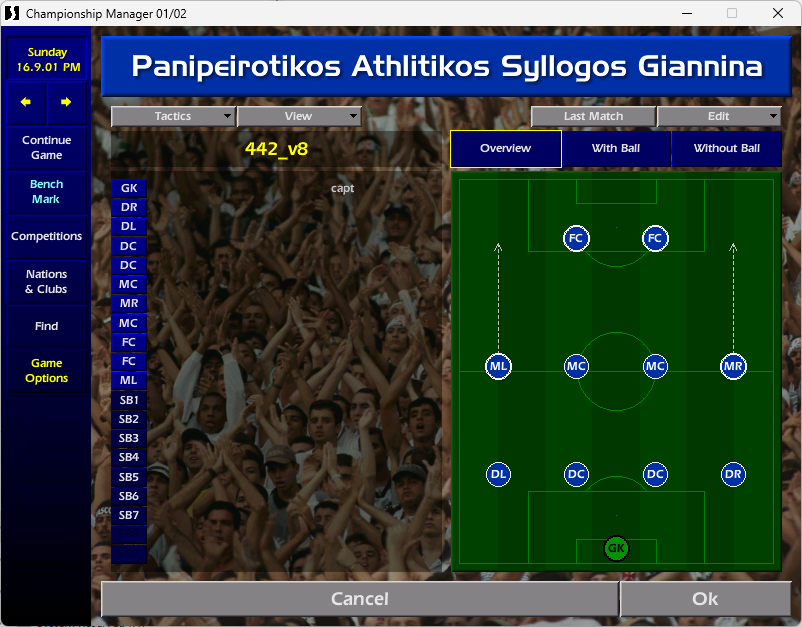 Championship Manager 01/02
Sunday
16.9.01 PM
Panipeirotikos Athlitikos Syllogos Giannina
Tactics
View
Last Match
Edit
Continue
Game
Bench
Mark
Competitions
Nations
& Clubs
Find
Game
Options
442_v8
Overview
With Ball
Without Ball
GK
capt
DR
DL
DC
DC
MC
MR
MC
FC
FC
ML
SB1
SB2
SB3
SB4
SB5
SB6
SB7
FC
FC
ML
MC
MC
MR
DL
DC
DC
DR
GK
Cancel
Ok